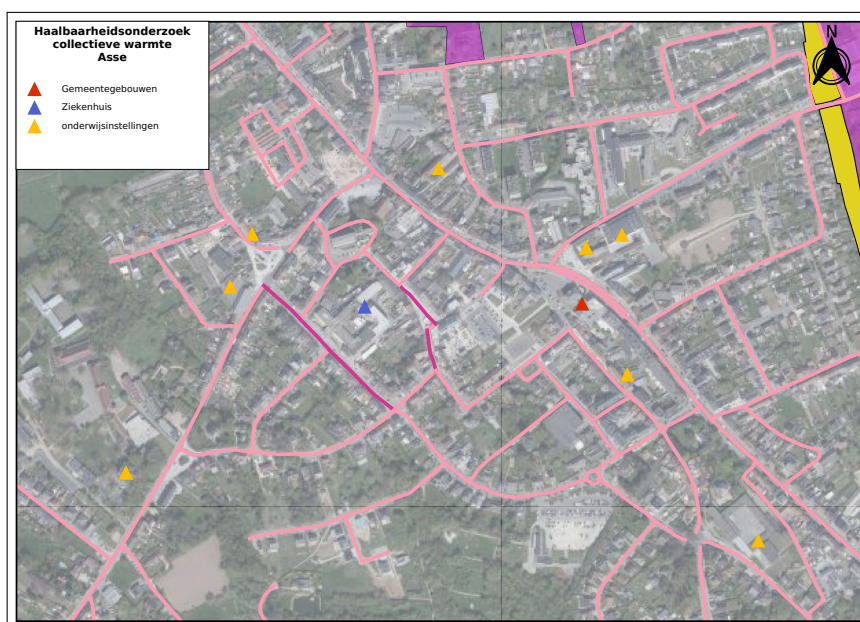 Haalbaarheidsonderzoek
collectieve warmte
Asse
Gemeentegebouwen
Ziekenhuis
onderwijsinstellingen
N